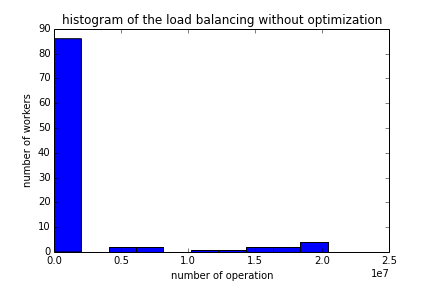 histogram of the load balancing without optimization
90
80
70
60
50
40
30
20
10
0
number of workers
0.0 0.5 1.0 1.5 2.0 2.5
1e7
number of operation